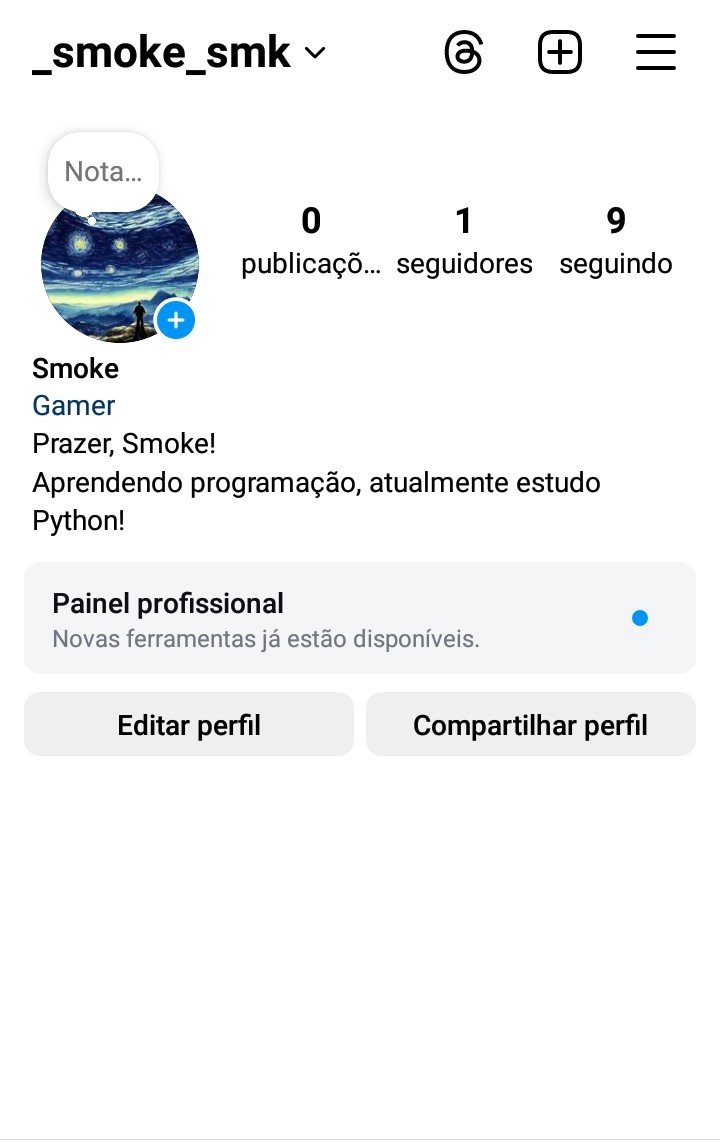 _smoke_smk
Nota...
0 1 9
publicaçõ... seguidores seguindo
Smoke
Gamer
Prazer, Smoke!
Aprendendo programação, atualmente estudo
Python!
Painel profissional
Novas ferramentas já estão disponíveis.
Editar perfil Compartilhar perfil